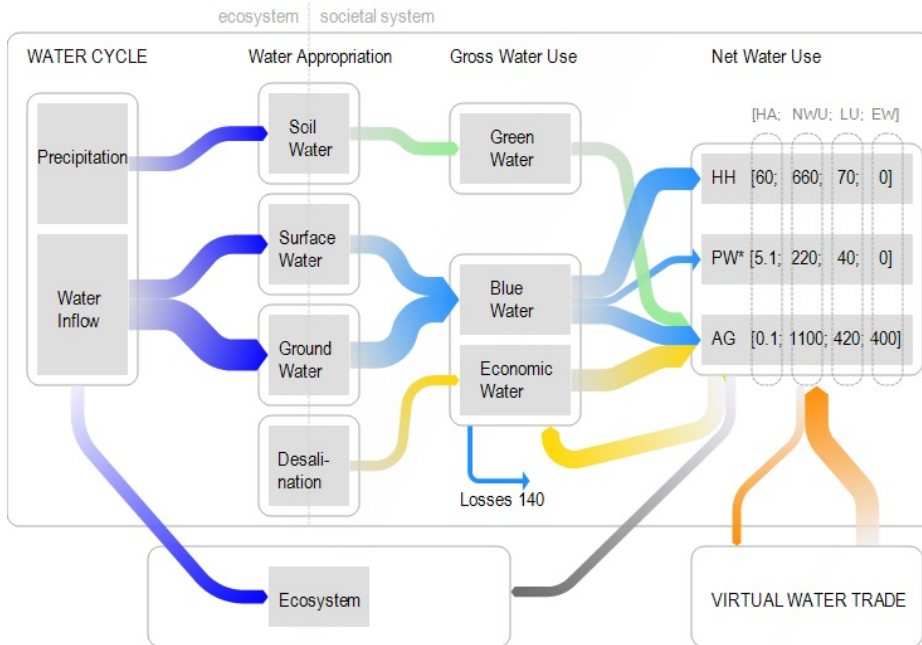 ecosystem societal system
WATER CYCLE Water Appropriation Gross Water Use Net Water Use
[HA; NWU; LU; EW]
Precipitation
Soil
Water
Green
Water
HH [60; 660; 70; 0]
Surface
Water
PW* [5.1; 220; 40; 0]
Water
Inflow
Blue
Water
Ground
Water
AG [0.1; 1100; 420; 400]
Economic
Water
Desali-
nation
Losses 140
Ecosystem
VIRTUAL WATER TRADE